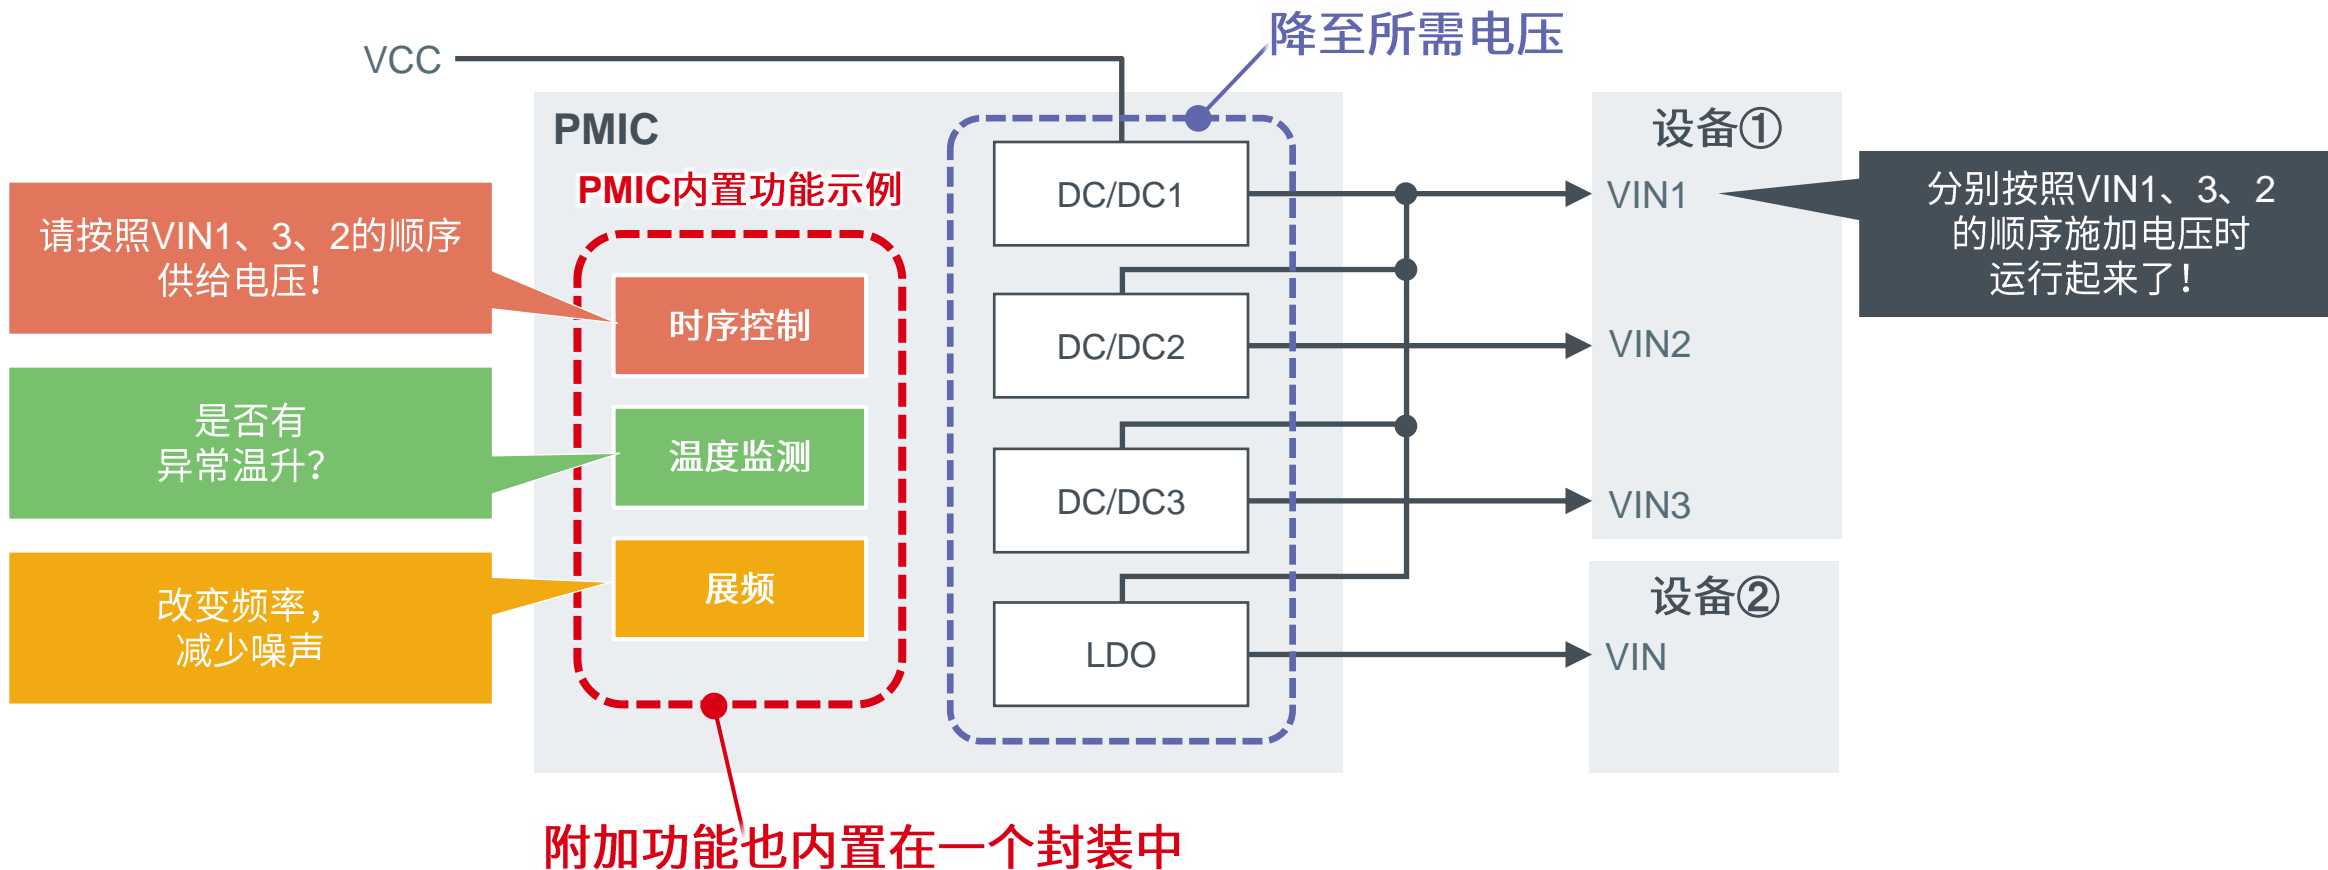 降至所需电压
VCC
PMIC
PMIC内置功能示例
请按照VIN1、3、2的顺序
供给电压！
时序控制
是否有
异常温升？
温度监测
改变频率，
减少噪声
展频
DC/DC1
DC/DC2
DC/DC3
LDO
设备①
VIN1
VIN2
VIN3
分别按照VIN1、3、2
的顺序施加电压时
运行起来了！
设备②
VIN
附加功能也内置在一个封装中